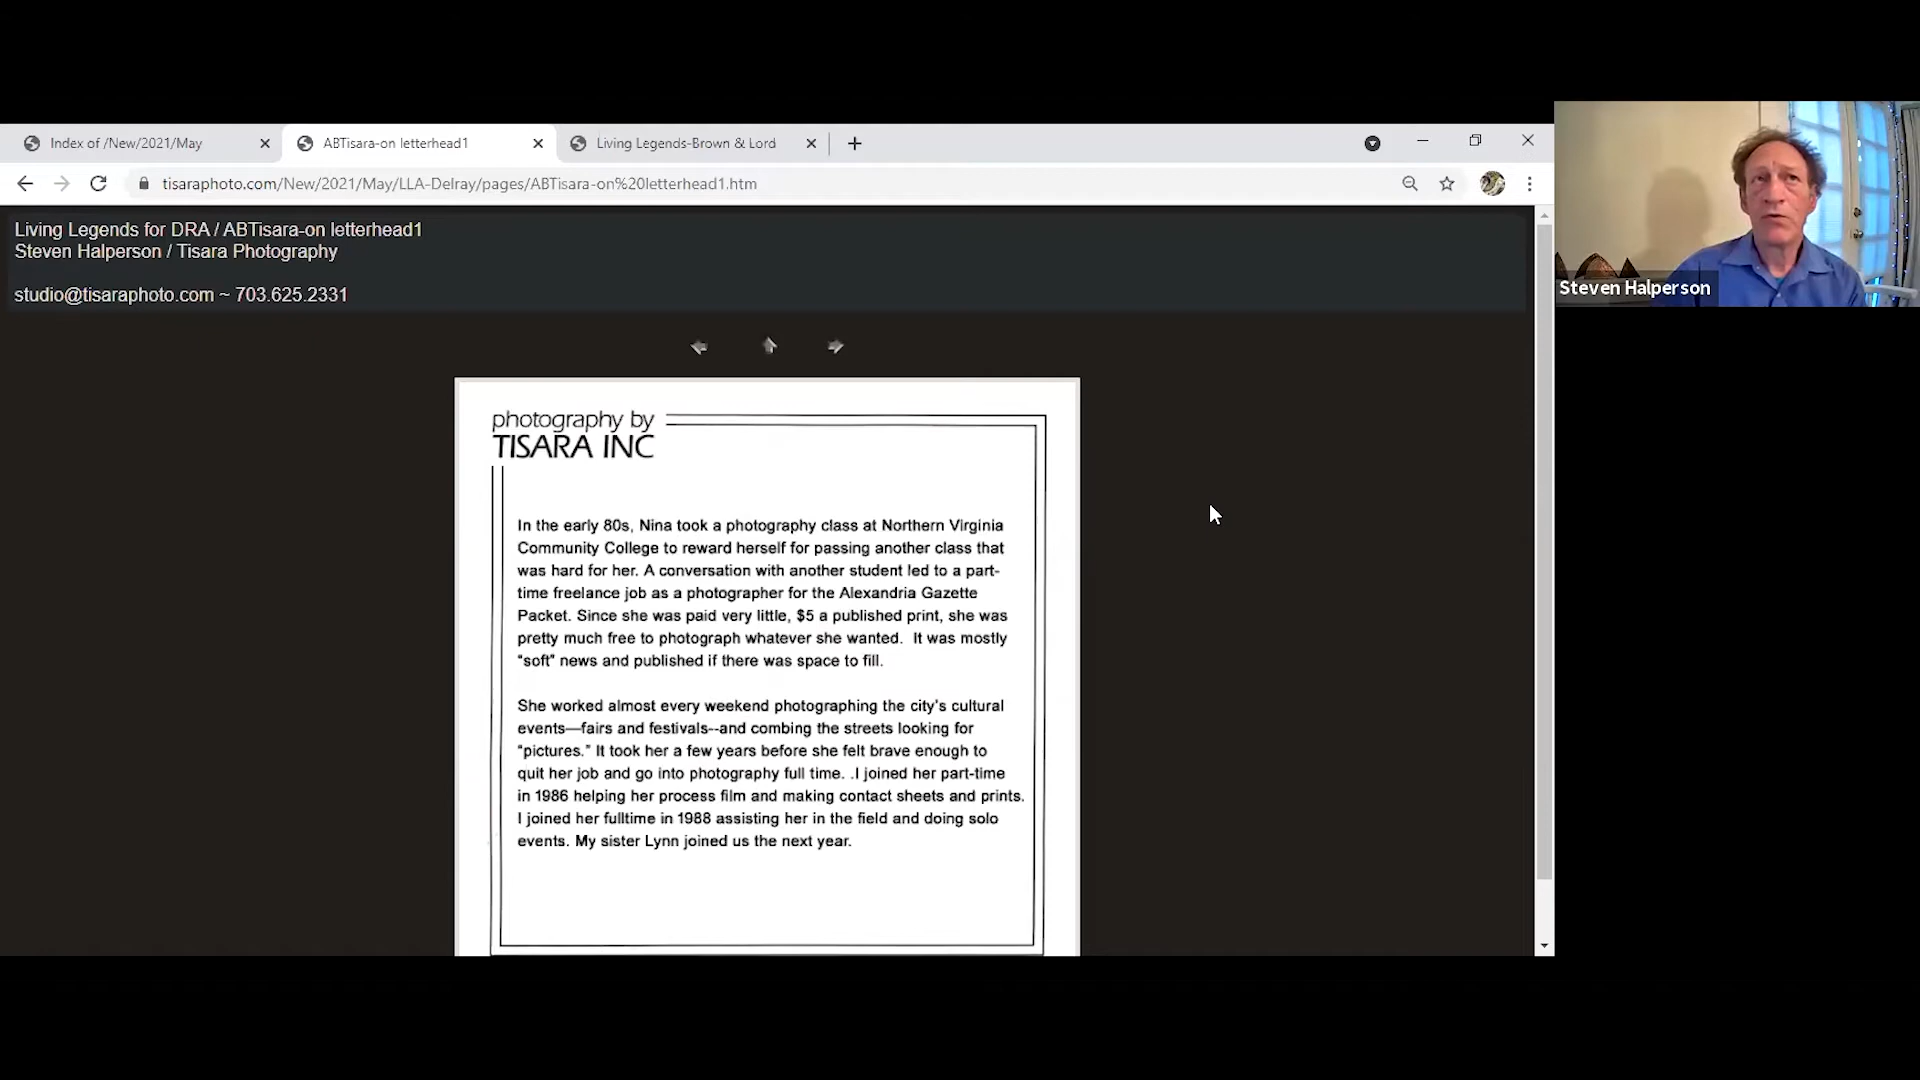 Index of /New/2021/May
ABTisara-on letterhead1
Living Legends-Brown & Lord
tisaraphoto.com/New/2021/May/LLA-Delray/pages/ABTisara-on%20letterhead1.htm
Living Legends for DRA / ABTisara-on letterhead1
Steven Halperson / Tisara Photography
studio@tisaraphoto.com ~ 703.625.2331
Steven Halperson
photography by
TISARA INC
In the early 80s, Nina took a photography class at Northern Virginia
Community College to reward herself for passing another class that
was hard for her. A conversation with another student led to a part-
time freelance job as a photographer for the Alexandria Gazette
Packet. Since she was paid very little, $5 a published print, she was
pretty much free to photograph whatever she wanted.  It was mostly
"soft" news and published if there was space to fill.
She worked almost every weekend photographing the city's cultural
events—fairs and festivals--and combing the streets looking for
"pictures." It took her a few years before she felt brave enough to
quit her job and go into photography full time. .I joined her part-time
in 1986 helping her process film and making contact sheets and prints.
I joined her fulltime in 1988 assisting her in the field and doing solo
events. My sister Lynn joined us the next year.